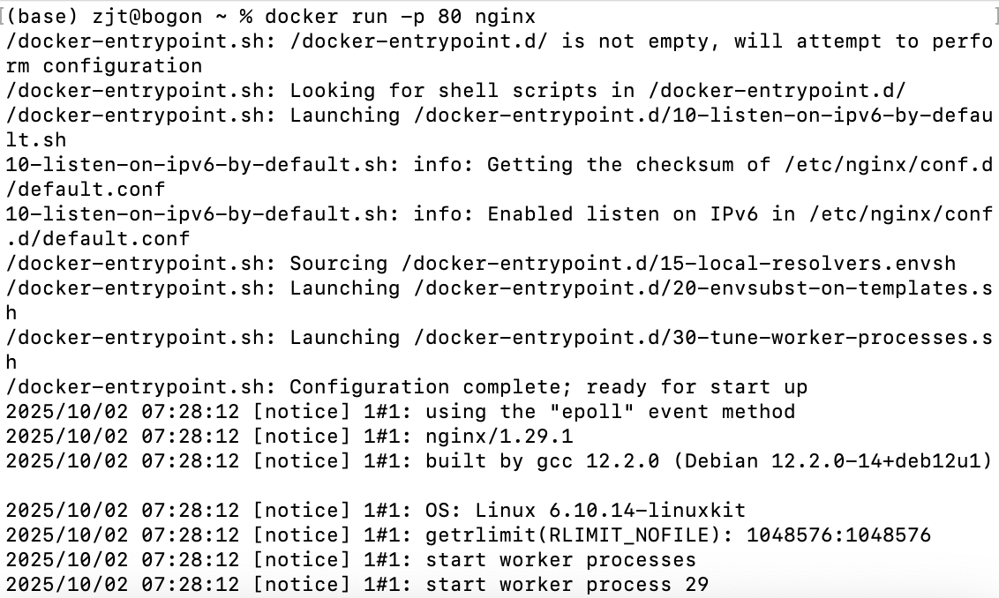 [(base) zjt@bogon ~ % docker run -p 80 nginx ]
/docker-entrypoint.sh: /docker-entrypoint.d/ is not empty, will attempt to perfo
rm configuration
/docker-entrypoint.sh: Looking for shell scripts in /docker-entrypoint.d/
/docker-entrypoint.sh: Launching /docker-entrypoint.d/10-listen-on-ipv6-by-defau
lt.sh
10-listen-on-ipv6-by-default.sh: info: Getting the checksum of /etc/nginx/conf.d
/default.conf
10-listen-on-ipv6-by-default.sh: info: Enabled listen on IPv6 in /etc/nginx/conf
.d/default.conf
/docker-entrypoint.sh: Sourcing /docker-entrypoint.d/15-local-resolvers.envsh
/docker-entrypoint.sh: Launching /docker-entrypoint.d/20-envsubst-on-templates.s
h
/docker-entrypoint.sh: Launching /docker-entrypoint.d/30-tune-worker-processes.s
h
/docker-entrypoint.sh: Configuration complete; ready for start up
2025/10/02 07:28:12 [notice] 1#1: using the "epoll" event method
2025/10/02 07:28:12 [notice] 1#1: nginx/1.29.1
2025/10/02 07:28:12 [notice] 1#1: built by gcc 12.2.0 (Debian 12.2.0-14+deb12u1)
2025/10/02 07:28:12 [notice] 1#1: OS: Linux 6.10.14-linuxkit
2025/10/02 07:28:12 [notice] 1#1: getrlimit(RLIMIT_NOFILE): 1048576:1048576
2025/10/02 07:28:12 [notice] 1#1: start worker processes
2025/10/02 07:28:12 [notice] 1#1: start worker process 29